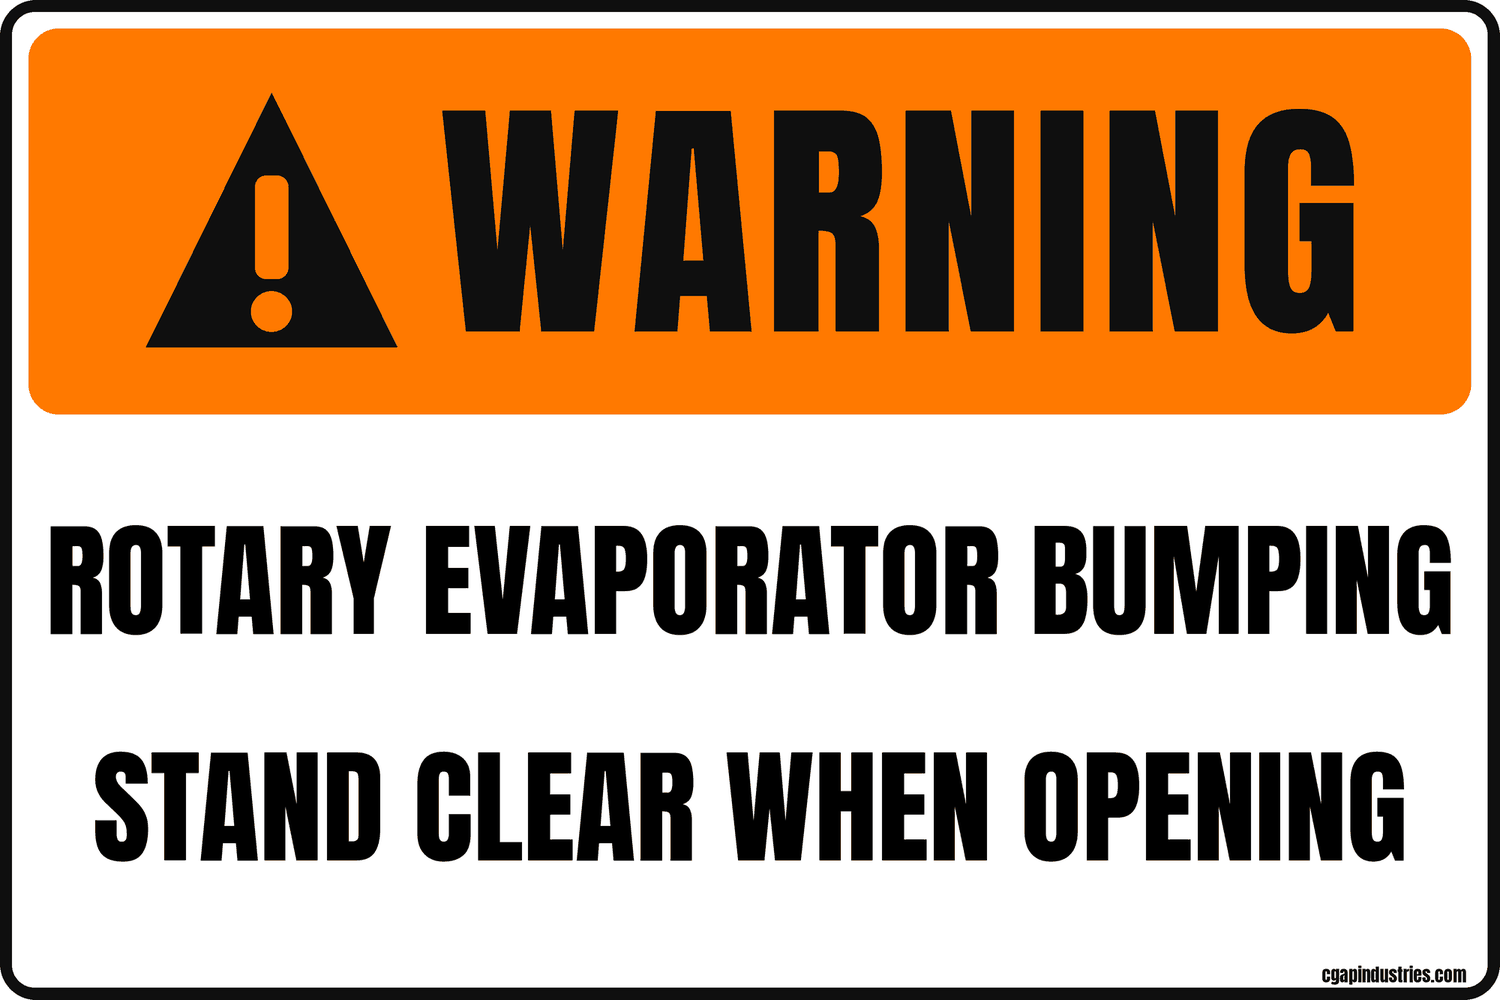 WARNING
ROTARY EVAPORATOR BUMPING
STAND CLEAR WHEN OPENING
cgapindustries.com